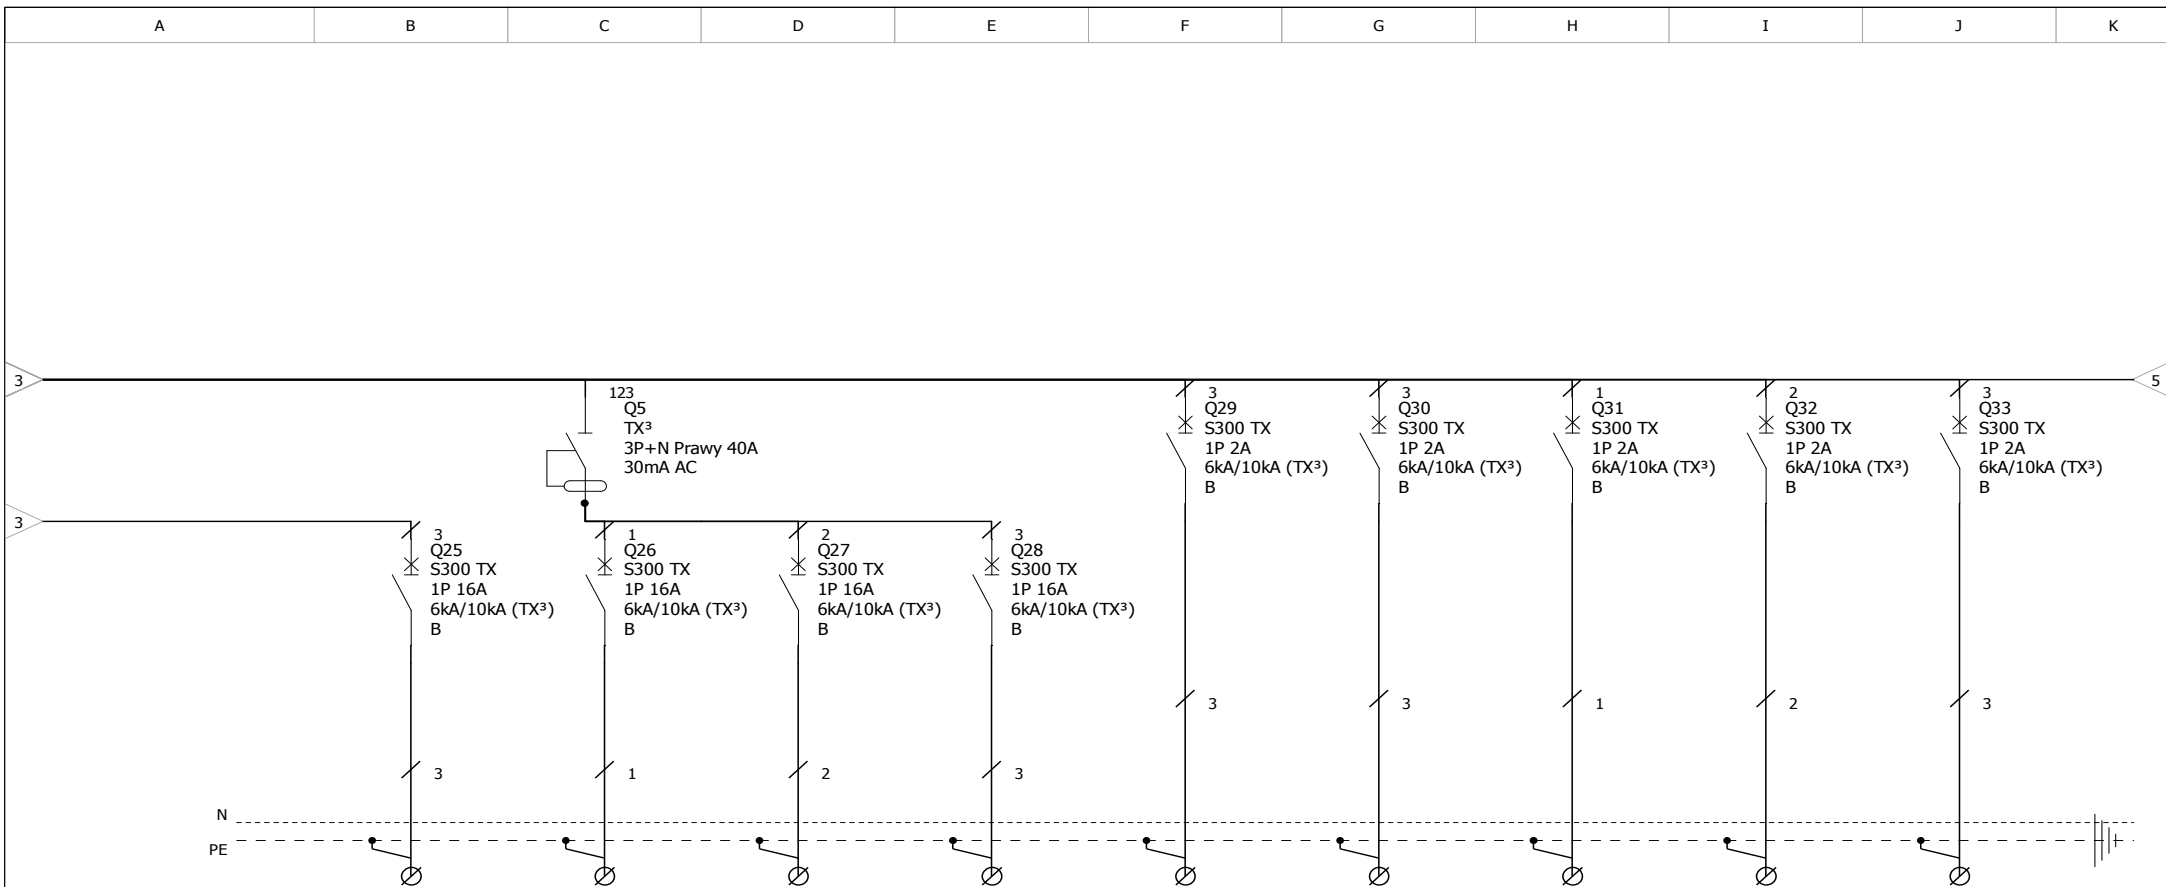 A B C D E F G H I J K
3
5
123
Q5
TX³
3P+N Prawy 40A
30mA AC
3
Q29
S300 TX
1P 2A
6kA/10kA (TX³)
B
3
Q30
S300 TX
1P 2A
6kA/10kA (TX³)
B
1
Q31
S300 TX
1P 2A
6kA/10kA (TX³)
B
2
Q32
S300 TX
1P 2A
6kA/10kA (TX³)
B
3
Q33
S300 TX
1P 2A
6kA/10kA (TX³)
B
3
3
Q25
S300 TX
1P 16A
6kA/10kA (TX³)
B
1
Q26
S300 TX
1P 16A
6kA/10kA (TX³)
B
2
Q27
S300 TX
1P 16A
6kA/10kA (TX³)
B
3
Q28
S300 TX
1P 16A
6kA/10kA (TX³)
B
3 3 1 2 3
3 1 2 3
N
PE